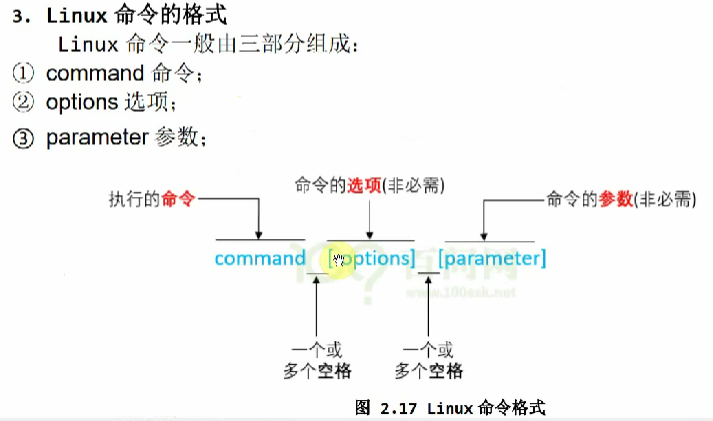 3. Linux 命令的格式
Linux 命令一般由三部分组成：
① command 命令；
② options 选项；
③ parameter 参数；
执行的命令
命令的选项(非必需)
命令的参数(非必需)
command [options] [parameter]
百问网
www.100ask.net
一个或
多个空格
一个或
多个空格
图 2.17 Linux 命令格式